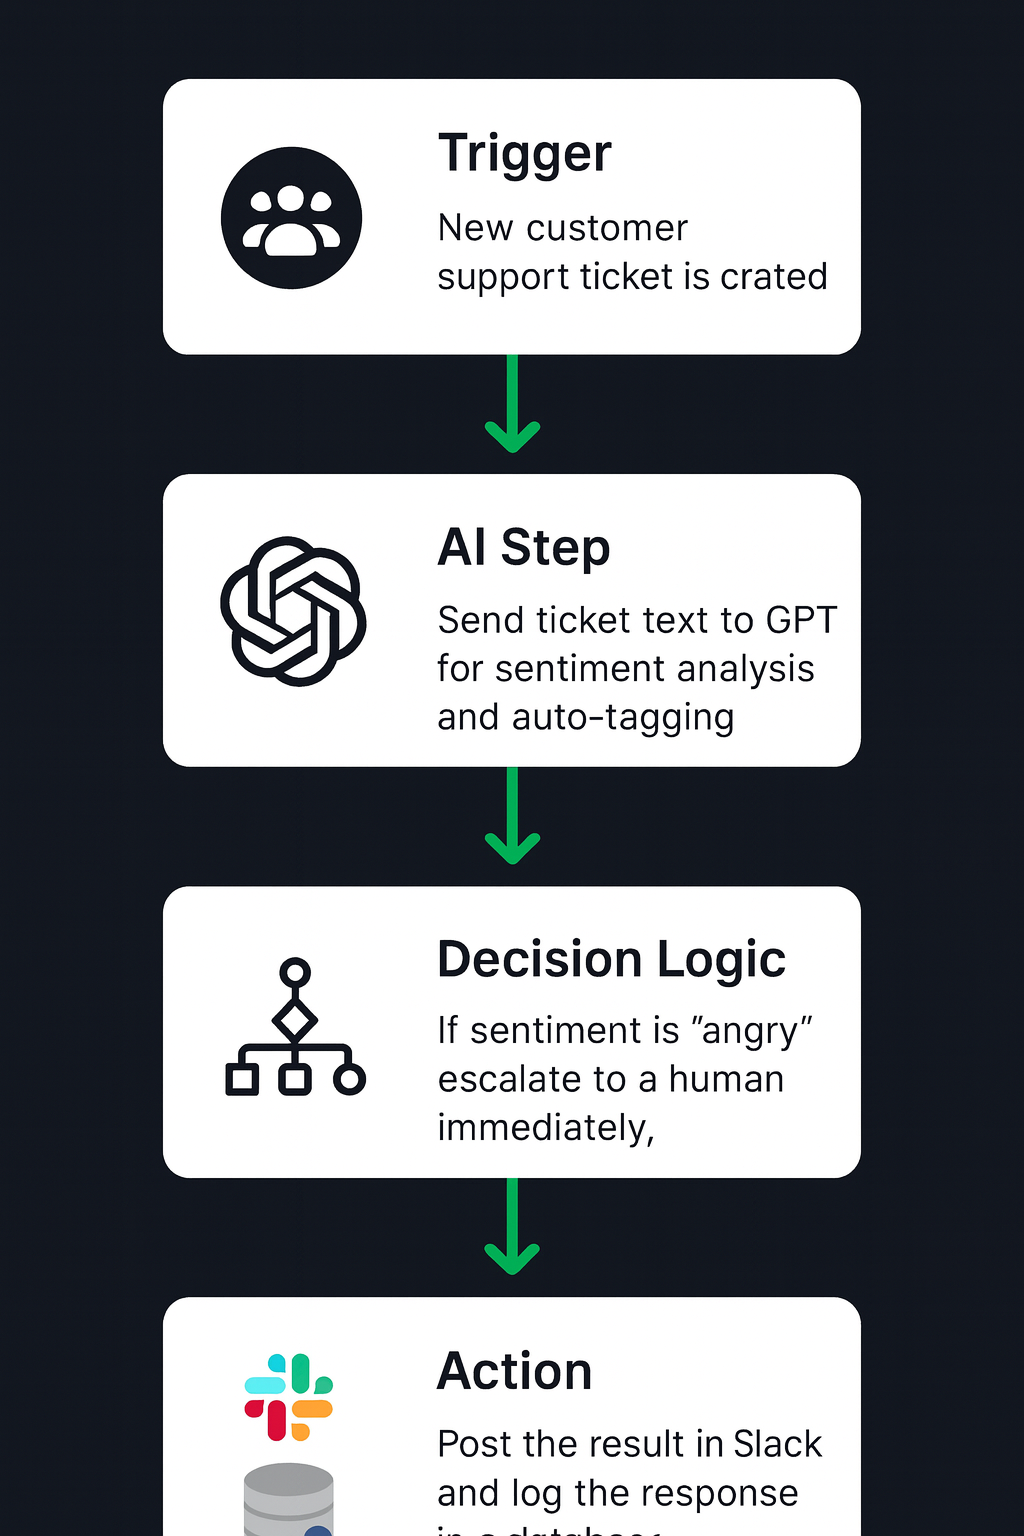 Trigger
New customer
support ticket is crated
AI Step
Send ticket text to GPT
for sentiment analysis
and auto-tagging
Decision Logic
If sentiment is ”angry”
escalate to a human
immediately,
Action
Post the result in Slack
and log the response
in a